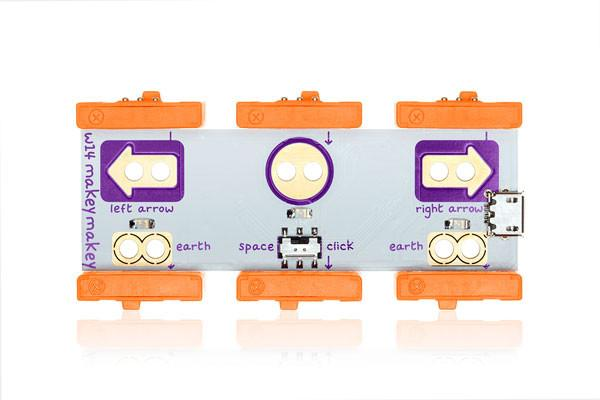 w14 makey makey
left arrow
right arrow
earth
space
click
earth